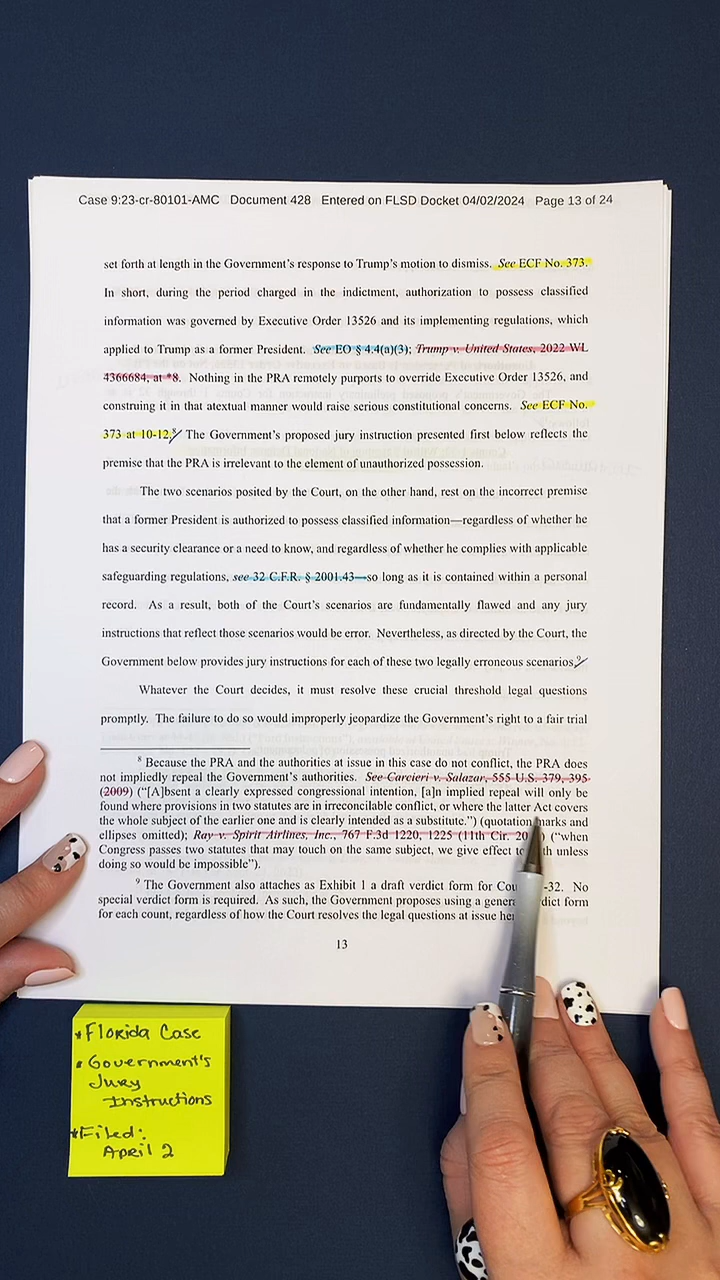 Case 9:23-cr-80101-AMC Document 428 Entered on FLSD Docket 04/02/2024 Page 13 of 24
set forth at length in the Government's response to Trump's motion to dismiss. See ECF No. 373.
In short, during the period charged in the indictment, authorization to possess classified
information was governed by Executive Order 13526 and its implementing regulations, which
applied to Trump as a former President. See EO § 4.4(a)(3); Trump v. United States, 2022 WL
4366684, at *8. Nothing in the PRA remotely purports to override Executive Order 13526, and
construing it in that atextual manner would raise serious constitutional concerns. See ECF No.
373 at 10-12.8 The Government's proposed jury instruction presented first below reflects the
premise that the PRA is irrelevant to the element of unauthorized possession.
The two scenarios posited by the Court, on the other hand, rest on the incorrect premise
that a former President is authorized to possess classified information—regardless of whether he
has a security clearance or a need to know, and regardless of whether he complies with applicable
safeguarding regulations, see 32 C.F.R. § 2001.43—so long as it is contained within a personal
record. As a result, both of the Court's scenarios are fundamentally flawed and any jury
instructions that reflect those scenarios would be error. Nevertheless, as directed by the Court, the
Government below provides jury instructions for each of these two legally erroneous scenarios.9
Whatever the Court decides, it must resolve these crucial threshold legal questions
promptly. The failure to do so would improperly jeopardize the Government's right to a fair trial
8 Because the PRA and the authorities at issue in this case do not conflict, the PRA does
not impliedly repeal the Government's authorities. See Carcieri v. Salazar, 555 U.S. 379, 395
(2009) ("[A]bsent a clearly expressed congressional intention, [a]n implied repeal will only be
found where provisions in two statutes are in irreconcilable conflict, or where the latter Act covers
the whole subject of the earlier one and is clearly intended as a substitute.") (quotation marks and
ellipses omitted); Ray v. Spirit Airlines, Inc., 767 F.3d 1220, 1225 (11th Cir. 20 ) ("when
Congress passes two statutes that may touch on the same subject, we give effect to unless
doing so would be impossible").
9 The Government also attaches as Exhibit 1 a draft verdict form for -32. No
special verdict form is required. As such, the Government proposes using a general form
for each count, regardless of how the Court resolves the legal questions at issue
13
*Florida Case
*Government's
Jury
Instructions
*Filed:
April 2